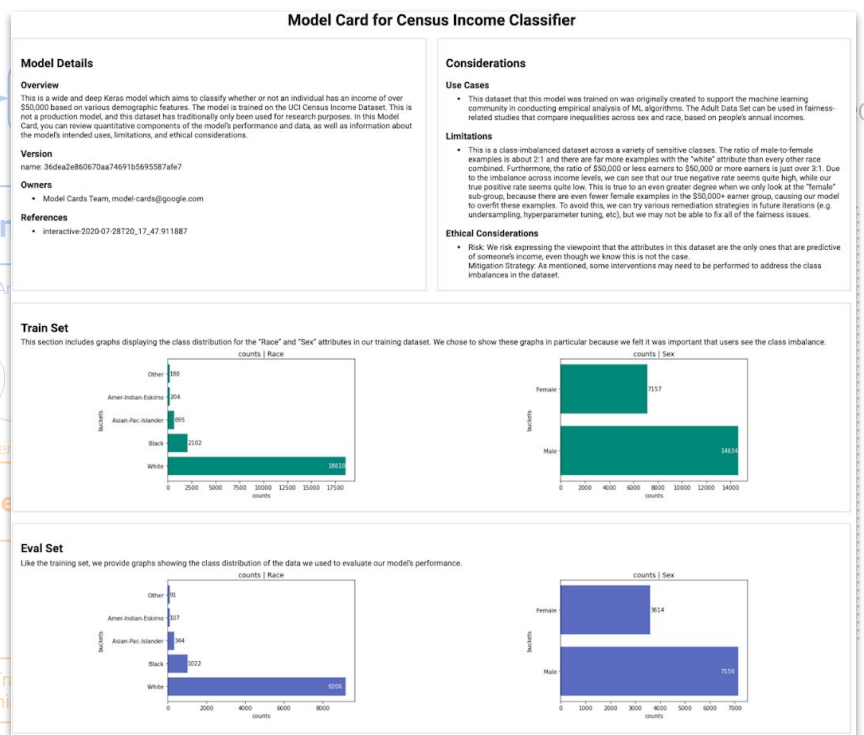 Model Card for Census Income Classifier
Model Details
Overview
This is a wide and deep Keras model which aims to classify whether or not an individual has an income of over
$50,000 based on various demographic features. The model is trained on the UCI Census Income Dataset. This is
not a production model, and this dataset has traditionally only been used for research purposes. In this Model
Card, you can review quantitative components of the model's performance and data, as well as information about
the model's intended uses, limitations, and ethical considerations.
Version
name: 36dea2e860670aa74691b5695587afe7
Owners
• Model Cards Team, model-cards@google.com
References
• interactive-2020-07-28T20_17_47.911887
Considerations
Use Cases
• This dataset that this model was trained on was originally created to support the machine learning
community in conducting empirical analysis of ML algorithms. The Adult Data Set can be used in fairness-
related studies that compare inequalities across sex and race, based on people's annual incomes.
Limitations
• This is a class-imbalanced dataset across a variety of sensitive classes. The ratio of male-to-female
examples is about 2:1 and there are far more examples with the "white" attribute than every other race
combined. Furthermore, the ratio of $50,000 or less earners to $50,000 or more earners is just over 3:1. Due
to the imbalance across income levels, we can see that our true negative rate seems quite high, while our
true positive rate seems quite low. This is true to an even greater degree when we only look at the "female"
sub-group, because there are even fewer female examples in the $50,000+ earner group, causing our model
to overfit these examples. To avoid this, we can try various remediation strategies in future iterations (e.g.
undersampling, hyperparameter tuning, etc), but we may not be able to fix all of the fairness issues.
Ethical Considerations
• Risk: We risk expressing the viewpoint that the attributes in this dataset are the only ones that are predictive
of someone's income, even though we know this is not the case.
Mitigation Strategy: As mentioned, some interventions may need to be performed to address the class
imbalances in the dataset.
Train Set
This section includes graphs displaying the class distribution for the "Race" and "Sex" attributes in our training dataset. We chose to show these graphs in particular because we felt it was important that users see the class imbalance.
counts | Race
buckets
Other 180
Amer-Indian-Eskimo 204
Asian-Pac-Islander 695
Black 2102
White 18610
0 2500 5000 7500 10000 12500 15000 17500
counts
counts | Sex
buckets
Female 7157
Male 14634
0 2000 4000 6000 8000 10000 12000 14000
counts
Eval Set
Like the training set, we provide graphs showing the class distribution of the data we used to evaluate our model's performance.
counts | Race
buckets
Other 91
Amer-Indian-Eskimo 107
Asian-Pac-Islander 344
Black 1022
White 9206
0 2000 4000 6000 8000
counts
counts | Sex
buckets
Female 3614
Male 7156
0 1000 2000 3000 4000 5000 6000 7000
counts